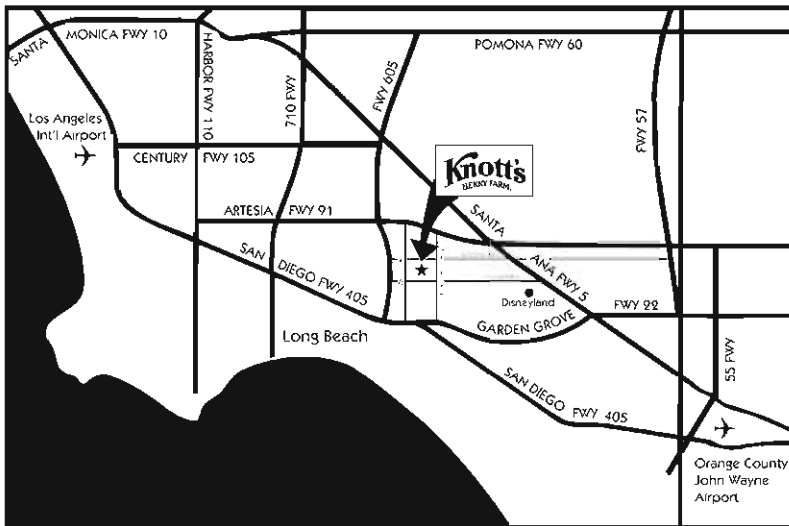 SANTA MONICA FWY 10
HARBOR FWY 110
710 FWY
FWY 605
POMONA FWY 60
FWY 57
Los Angeles
Int'l Airport
CENTURY FWY 105
Knott's
BERRY FARM.
ARTESIA FWY 91
SANTA ANA FWY 5
SAN DIEGO FWY 405
Disneyland
FWY 22
GARDEN GROVE
Long Beach
55 FWY
SAN DIEGO FWY 405
Orange County
John Wayne
Airport